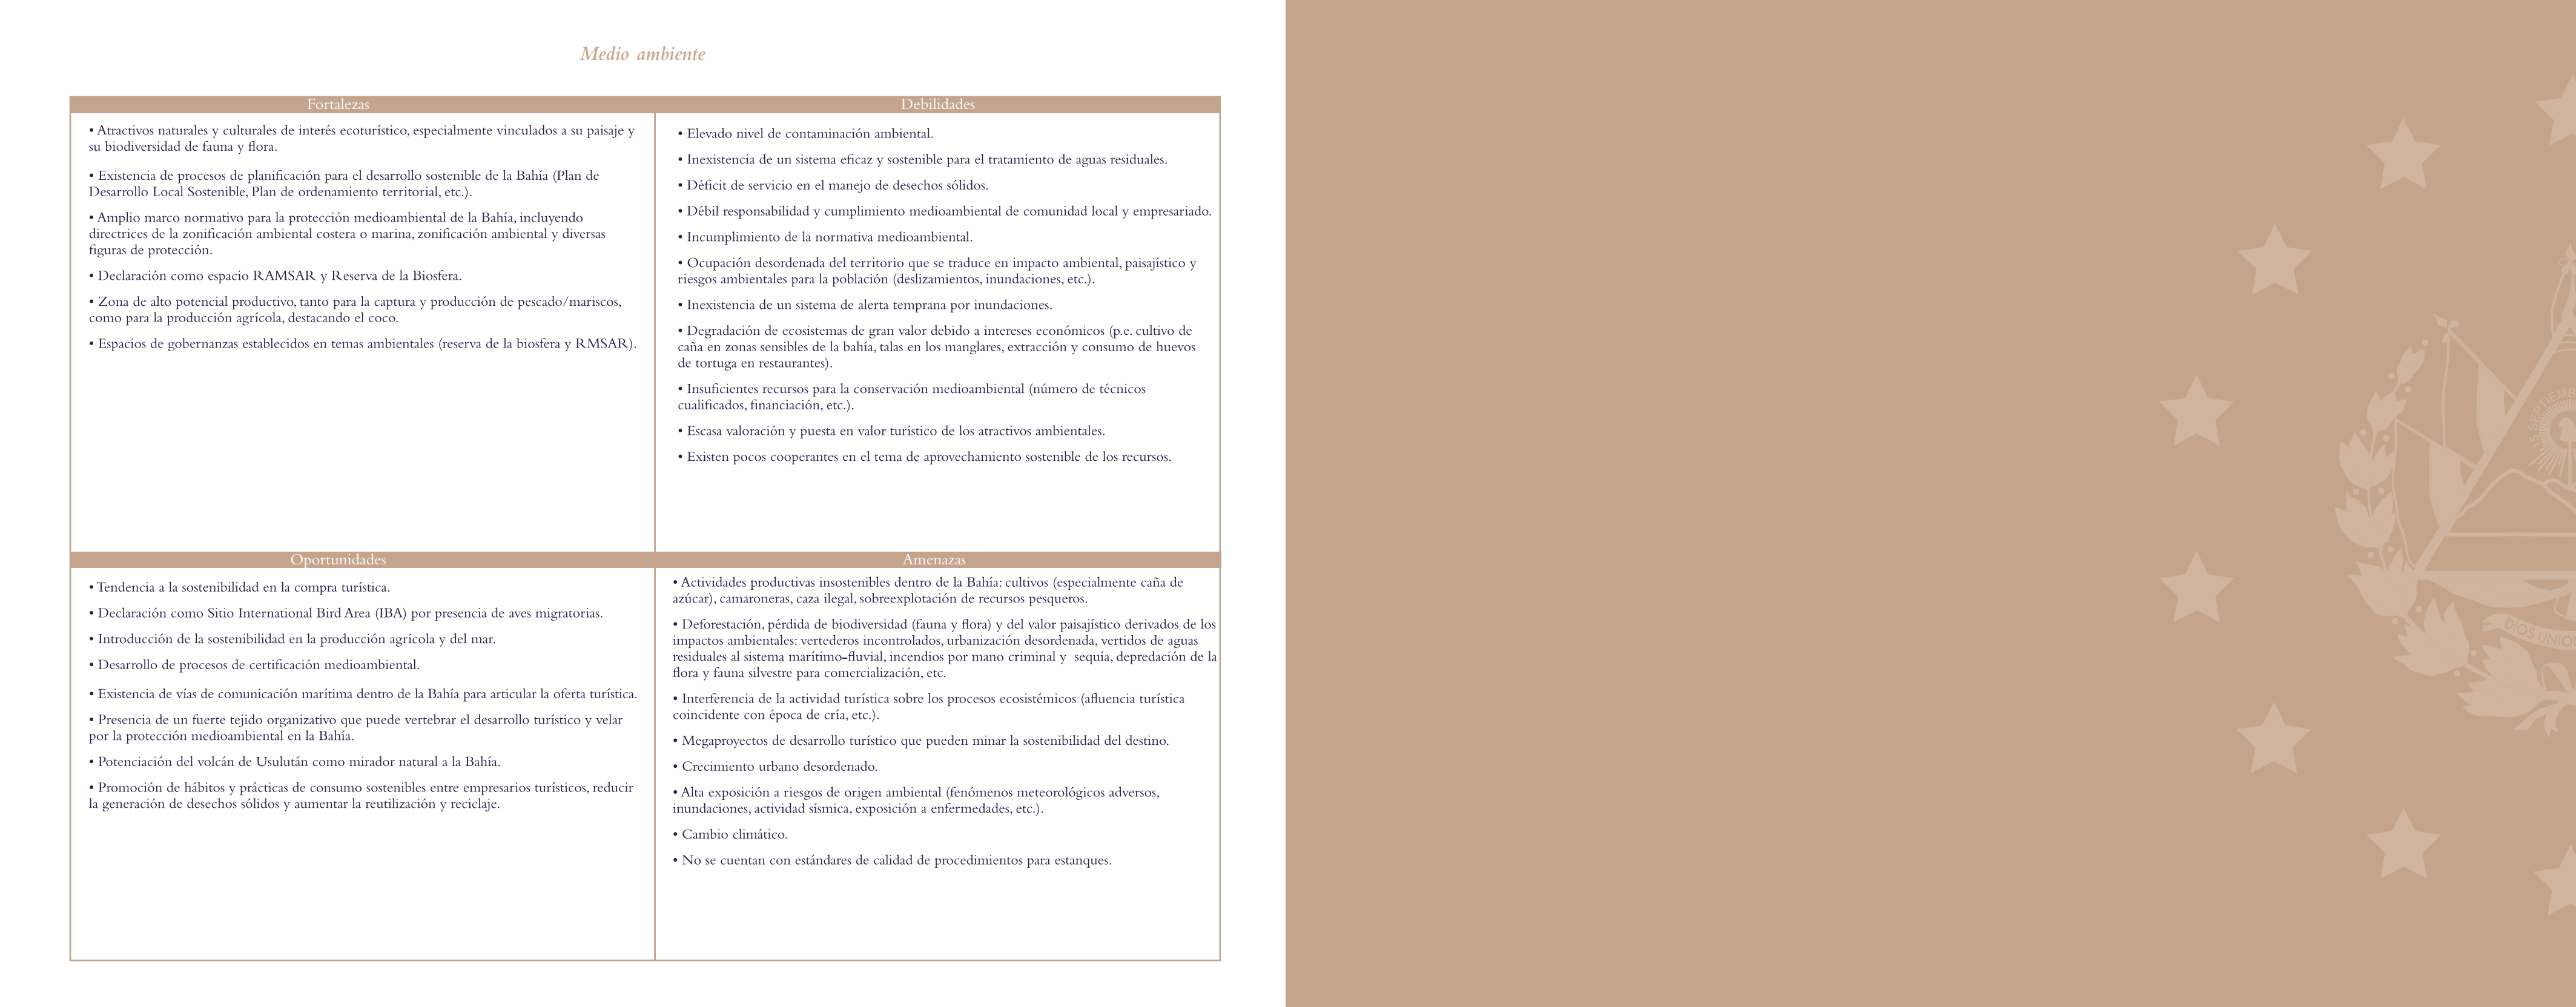 Medio ambiente
Fortalezas
• Atractivos naturales y culturales de interés ecoturístico, especialmente vinculados a su paisaje y
su biodiversidad de fauna y flora.
• Existencia de procesos de planificación para el desarrollo sostenible de la Bahía (Plan de
Desarrollo Local Sostenible, Plan de ordenamiento territorial, etc.).
• Amplio marco normativo para la protección medioambiental de la Bahía, incluyendo
directrices de la zonificación ambiental costera o marina, zonificación ambiental y diversas
figuras de protección.
• Declaración como espacio RAMSAR y Reserva de la Biosfera.
• Zona de alto potencial productivo, tanto para la captura y producción de pescado/mariscos,
como para la producción agrícola, destacando el coco.
• Espacios de gobernanzas establecidos en temas ambientales (reserva de la biosfera y RMSAR).
Debilidades
• Elevado nivel de contaminación ambiental.
• Inexistencia de un sistema eficaz y sostenible para el tratamiento de aguas residuales.
• Déficit de servicio en el manejo de desechos sólidos.
• Débil responsabilidad y cumplimiento medioambiental de comunidad local y empresariado.
• Incumplimiento de la normativa medioambiental.
• Ocupación desordenada del territorio que se traduce en impacto ambiental, paisajístico y
riesgos ambientales para la población (deslizamientos, inundaciones, etc.).
• Inexistencia de un sistema de alerta temprana por inundaciones.
• Degradación de ecosistemas de gran valor debido a intereses económicos (p.e. cultivo de
caña en zonas sensibles de la bahía, talas en los manglares, extracción y consumo de huevos
de tortuga en restaurantes).
• Insuficientes recursos para la conservación medioambiental (número de técnicos
cualificados, financiación, etc.).
• Escasa valoración y puesta en valor turístico de los atractivos ambientales.
• Existen pocos cooperantes en el tema de aprovechamiento sostenible de los recursos.
Oportunidades
• Tendencia a la sostenibilidad en la compra turística.
• Declaración como Sitio International Bird Area (IBA) por presencia de aves migratorias.
• Introducción de la sostenibilidad en la producción agrícola y del mar.
• Desarrollo de procesos de certificación medioambiental.
• Existencia de vías de comunicación marítima dentro de la Bahía para articular la oferta turística.
• Presencia de un fuerte tejido organizativo que puede vertebrar el desarrollo turístico y velar
por la protección medioambiental en la Bahía.
• Potenciación del volcán de Usulután como mirador natural a la Bahía.
• Promoción de hábitos y prácticas de consumo sostenibles entre empresarios turísticos, reducir
la generación de desechos sólidos y aumentar la reutilización y reciclaje.
Amenazas
• Actividades productivas insostenibles dentro de la Bahía: cultivos (especialmente caña de
azúcar), camaroneras, caza ilegal, sobreexplotación de recursos pesqueros.
• Deforestación, pérdida de biodiversidad (fauna y flora) y del valor paisajístico derivados de los
impactos ambientales: vertederos incontrolados, urbanización desordenada, vertidos de aguas
residuales al sistema marítimo-fluvial, incendios por mano criminal y sequía, depredación de la
flora y fauna silvestre para comercialización, etc.
• Interferencia de la actividad turística sobre los procesos ecosistémicos (afluencia turística
coincidente con época de cría, etc.).
• Megaproyectos de desarrollo turístico que pueden minar la sostenibilidad del destino.
• Crecimiento urbano desordenado.
• Alta exposición a riesgos de origen ambiental (fenómenos meteorológicos adversos,
inundaciones, actividad sísmica, exposición a enfermedades, etc.).
• Cambio climático.
• No se cuentan con estándares de calidad de procedimientos para estanques.
DIOS UNION